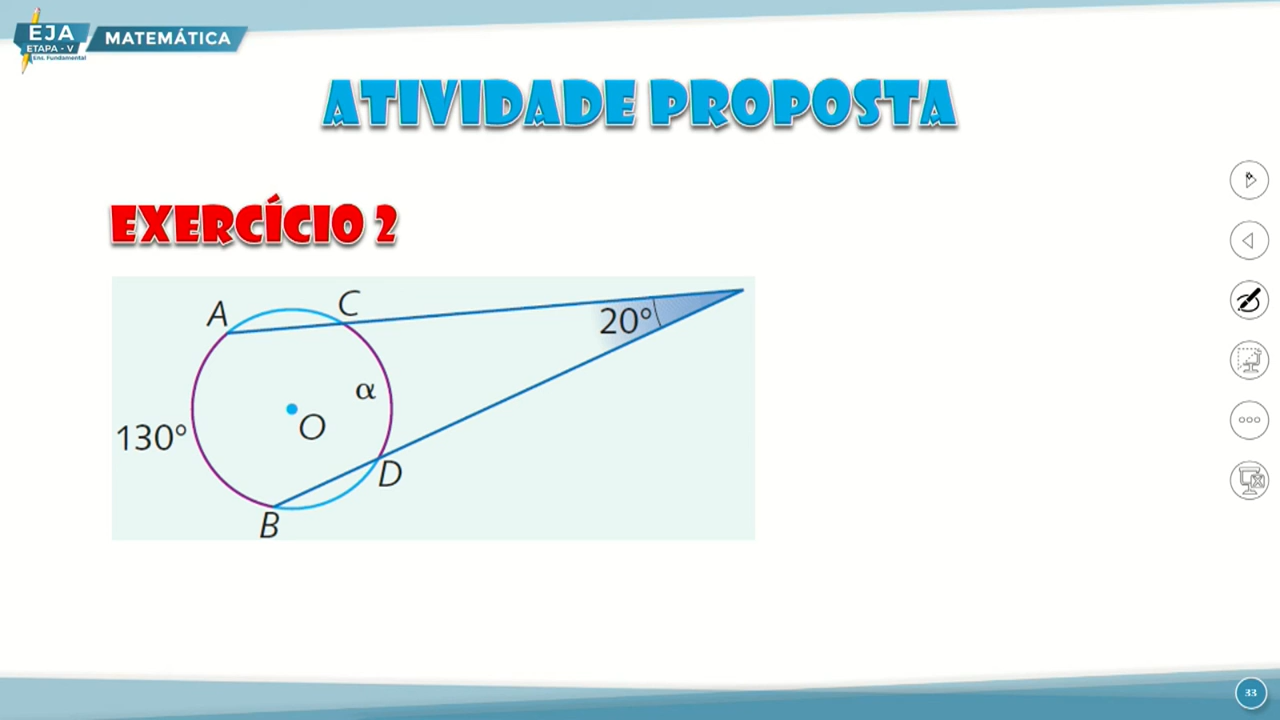 EJA
ETAPA - V
Ens. Fundamental
MATEMÁTICA
ATIVIDADE PROPOSTA
EXERCÍCIO 2
A
C
20°
α
O
130°
D
B
33